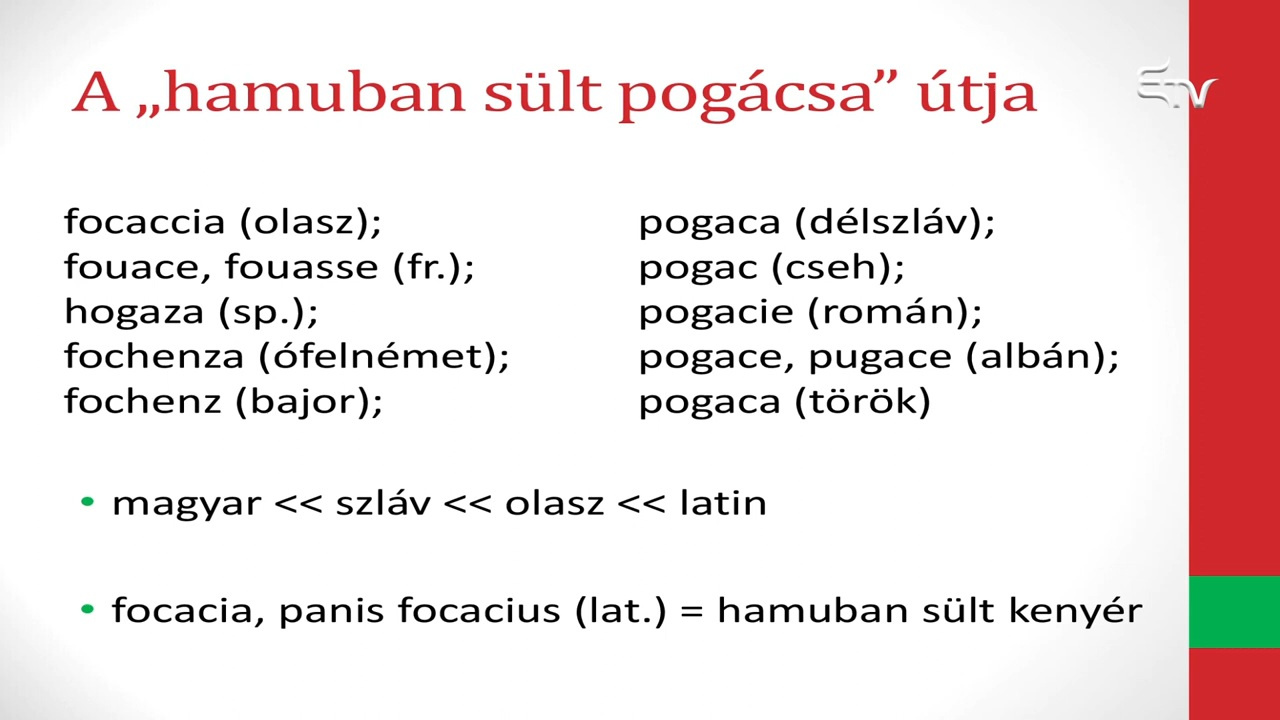 A „hamuban sült pogácsa” útja
ETV
focaccia (olasz);
fouace, fouasse (fr.);
hogaza (sp.);
fochenza (ófelnémet);
fochenz (bajor);
pogaca (délszláv);
pogac (cseh);
pogacie (román);
pogace, pugace (albán);
pogaca (török)
• magyar << szláv << olasz << latin
• focacia, panis focacius (lat.) = hamuban sült kenyér